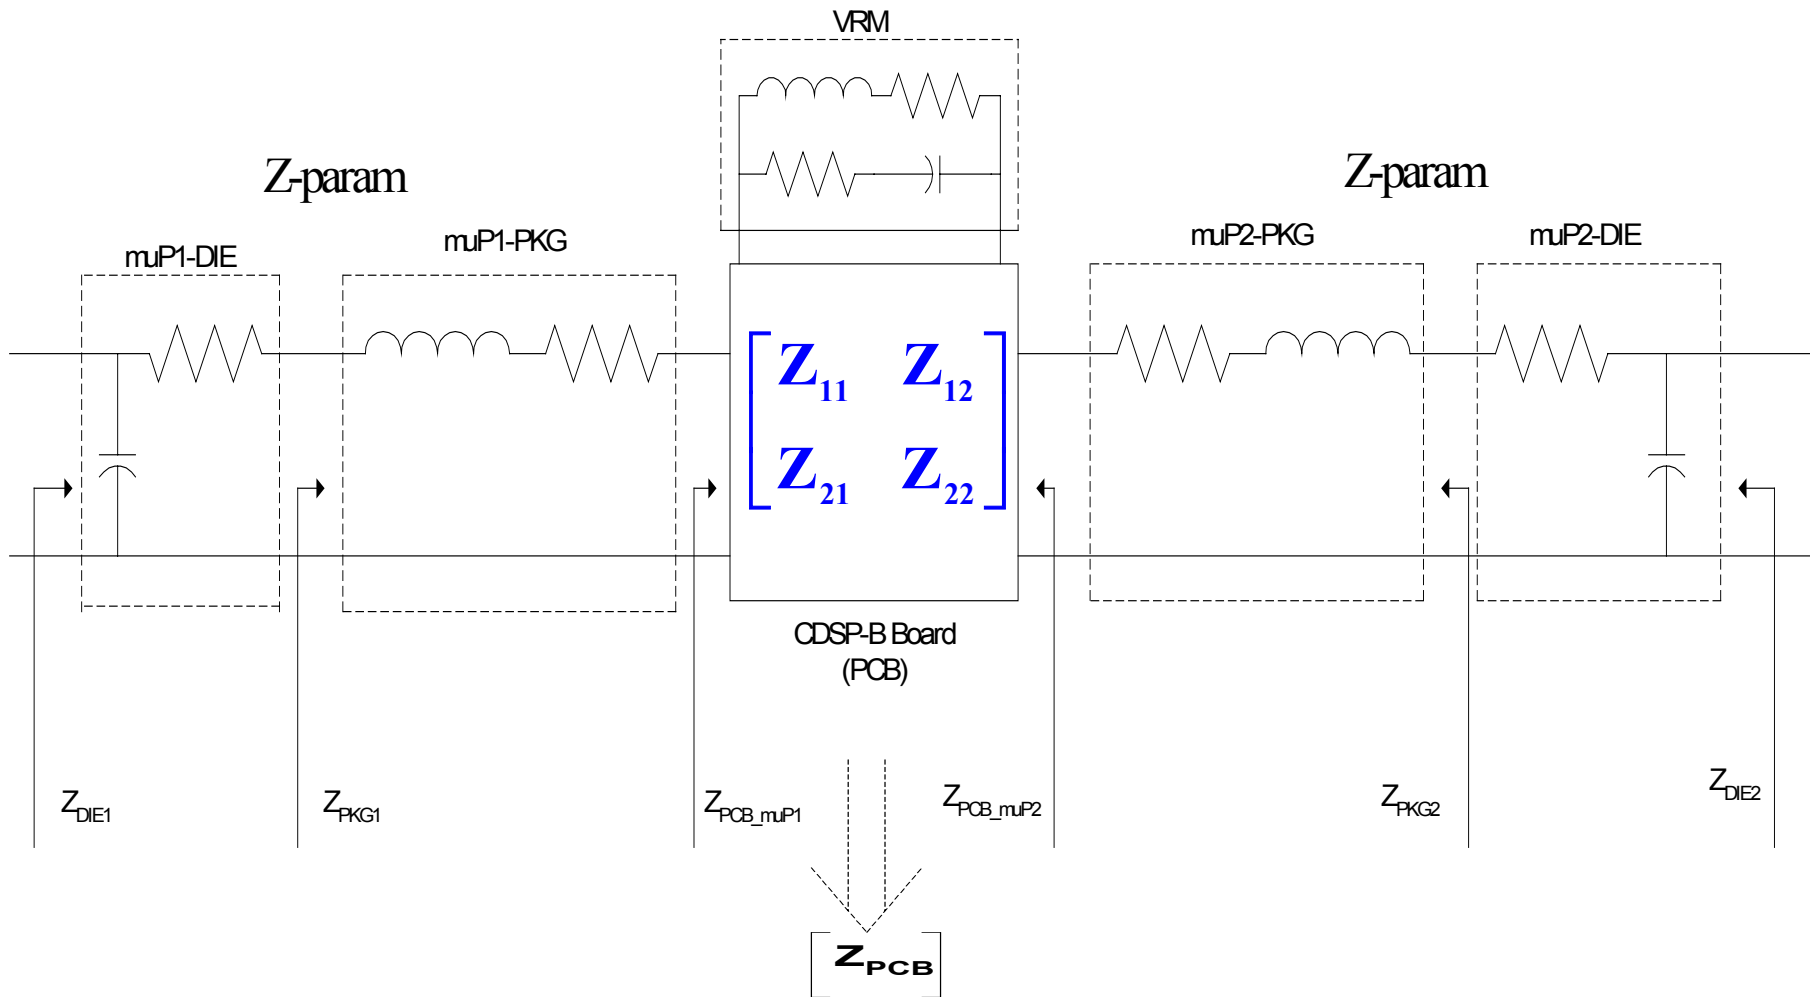 VRM
Z-param
Z-param
muP1-DIE
muP1-PKG
muP2-PKG
muP2-DIE
Z11 Z12
Z21 Z22
CDSP-B Board
(PCB)
ZDIE1
ZPKG1
ZPCB_muP1
ZPCB_muP2
ZPKG2
ZDIE2
ZPCB